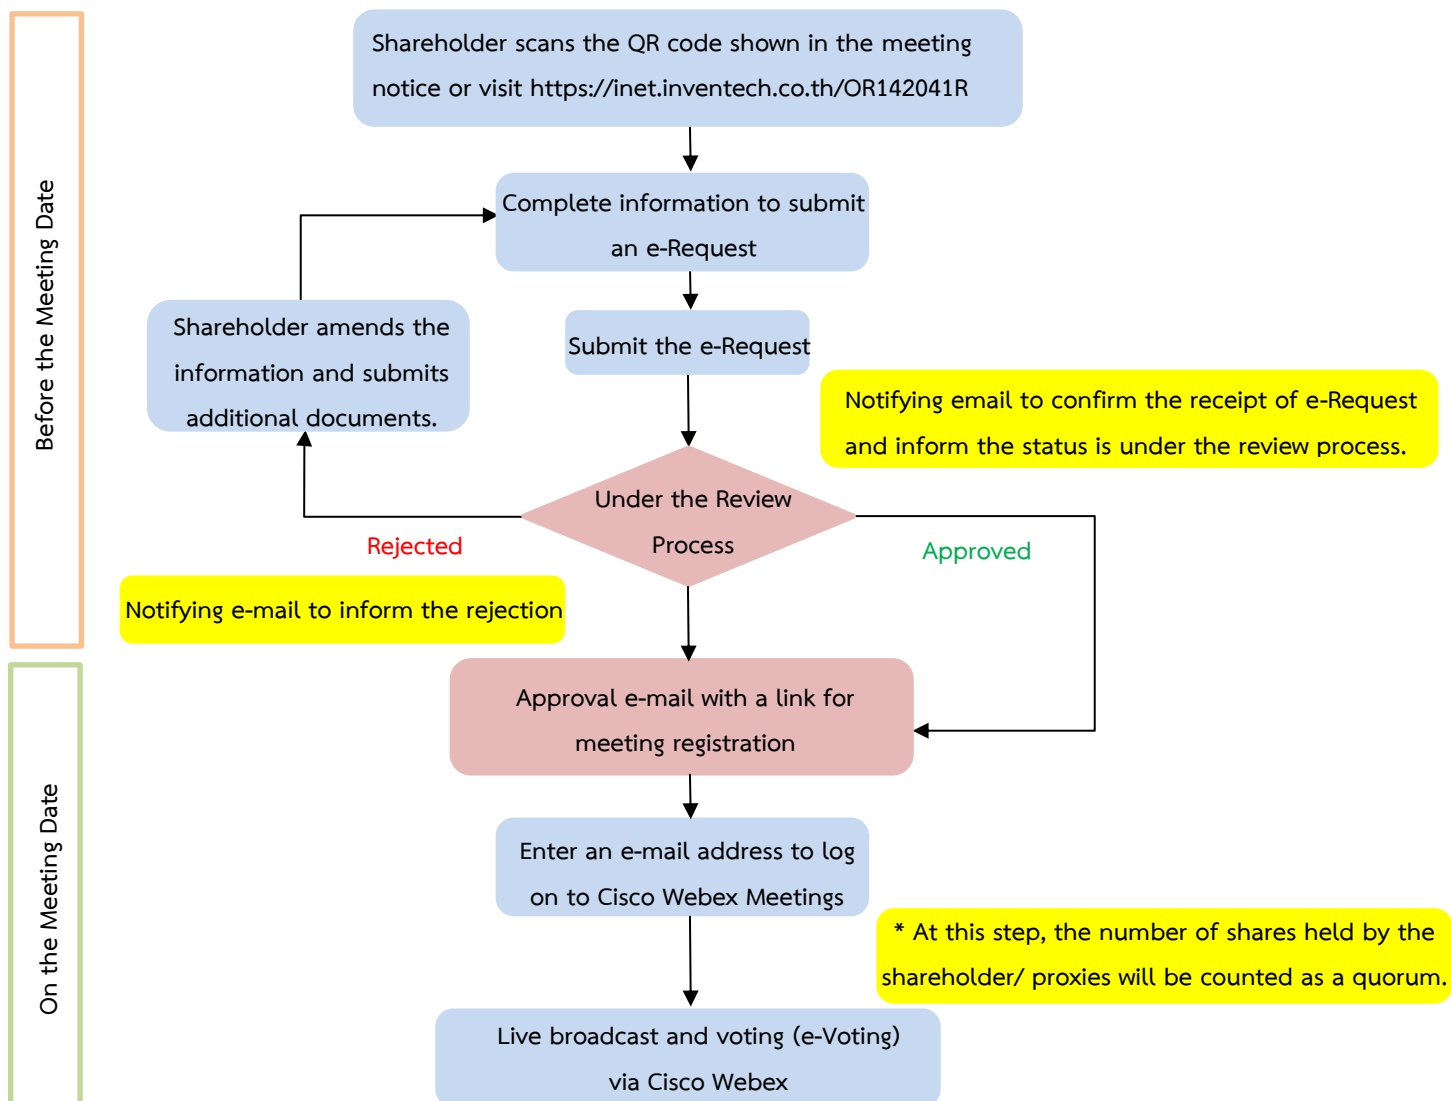 Before the Meeting Date
Shareholder scans the QR code shown in the meeting
notice or visit https://inet.inventech.co.th/OR142041R
Complete information to submit
an e-Request
Shareholder amends the
information and submits
additional documents.
Submit the e-Request
Notifying email to confirm the receipt of e-Request
and inform the status is under the review process.
Under the Review
Process
Rejected
Approved
Notifying e-mail to inform the rejection
On the Meeting Date
Approval e-mail with a link for
meeting registration
Enter an e-mail address to log
on to Cisco Webex Meetings
* At this step, the number of shares held by the
shareholder/ proxies will be counted as a quorum.
Live broadcast and voting (e-Voting)
via Cisco Webex